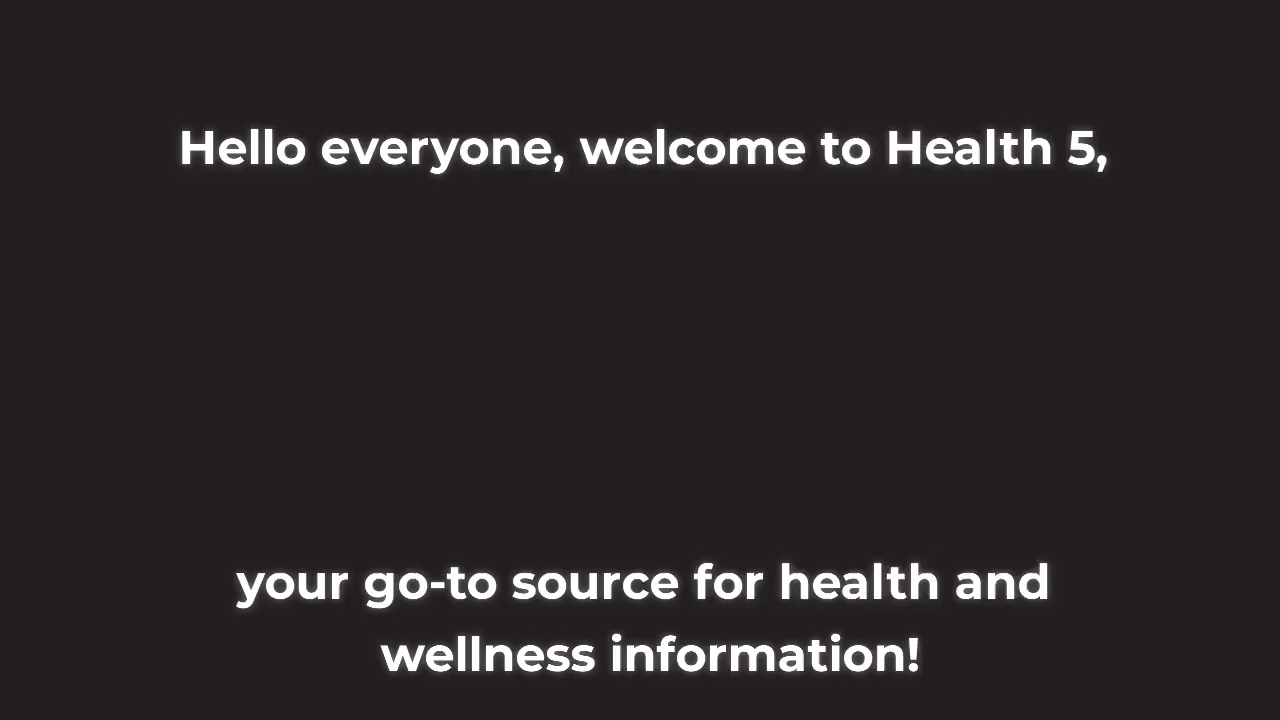 Hello everyone, welcome to Health 5,
your go-to source for health and
wellness information!